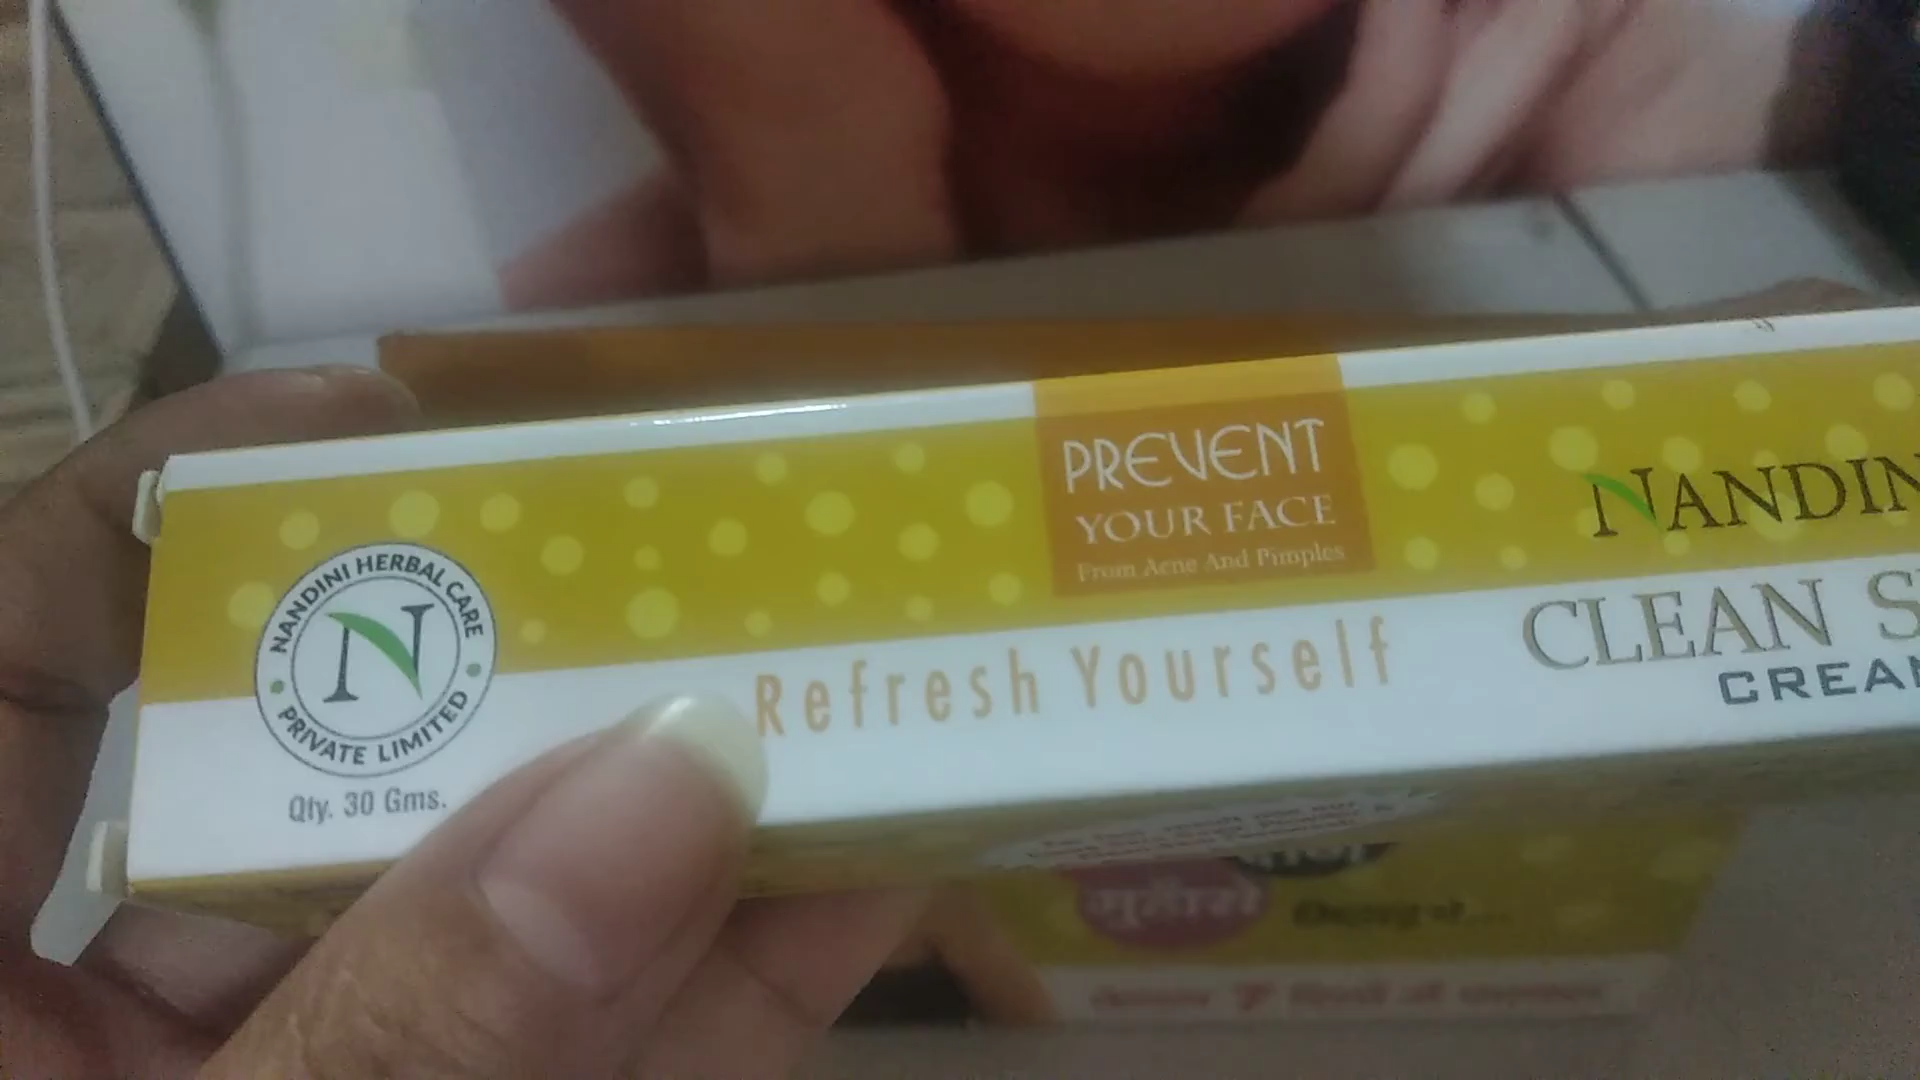 PREVENT
YOUR FACE
From Acne And Pimples
NANDIN
CLEAN S
CREA
Refresh Yourself
NANDINI HERBAL CARE
N
PRIVATE LIMITED
Qty. 30 Gms.
मुहाँसे